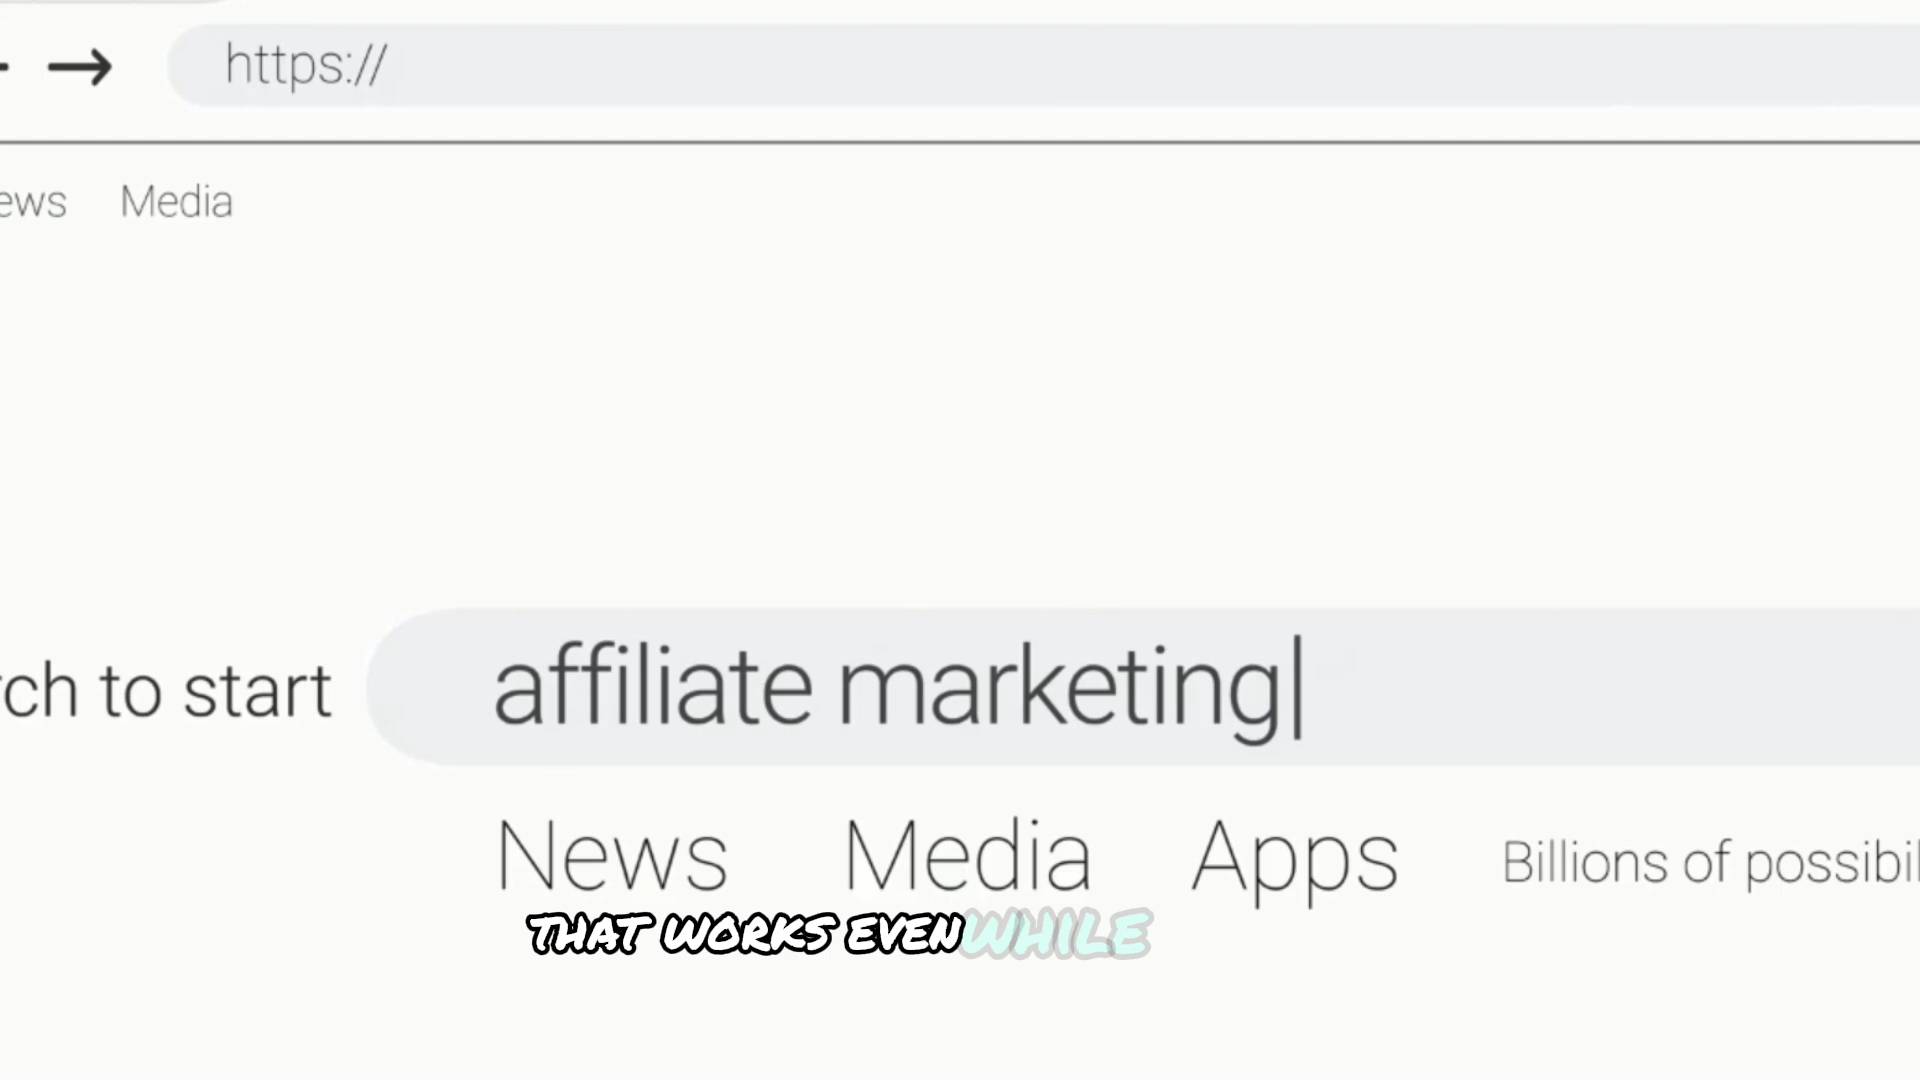 https://
ews Media
rch to start affiliate marketing
News Media Apps Billions of possibil
THAT WORKS EVEN WHILE